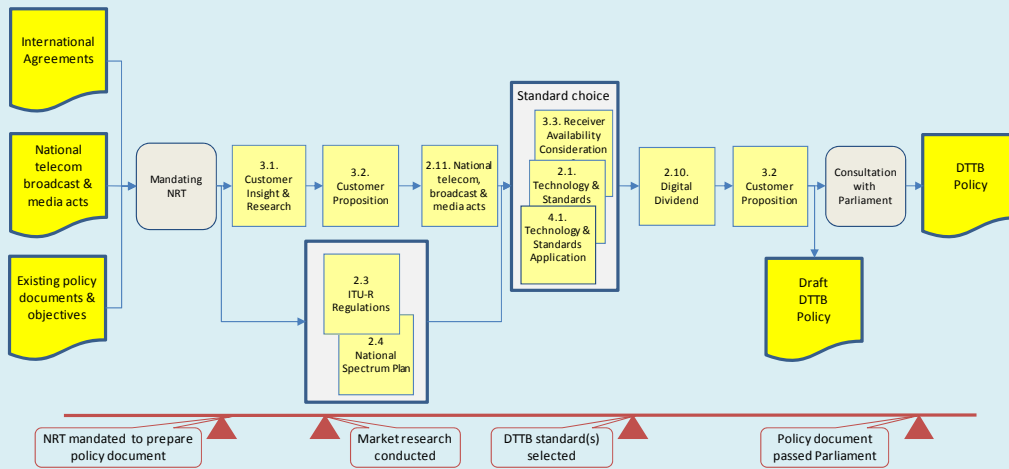 International
Agreements
National
telecom
broadcast &
media acts
Existing policy
documents &
objectives
Mandating
NRT
3.1.
Customer
Insight &
Research
3.2.
Customer
Proposition
2.11. National
telecom,
broadcast &
media acts
2.3
ITU-R
Regulations
2.4
National
Spectrum Plan
Standard choice
3.3. Receiver
Availability
Consideration
2.1.
Technology &
Standards
4.1.
Technology &
Standards
Application
2.10.
Digital
Dividend
3.2
Customer
Proposition
Consultation
with
Parliament
DTTB
Policy
Draft
DTTB
Policy
NRT mandated to prepare
policy document
Market research
conducted
DTTB standard(s)
selected
Policy document
passed Parliament